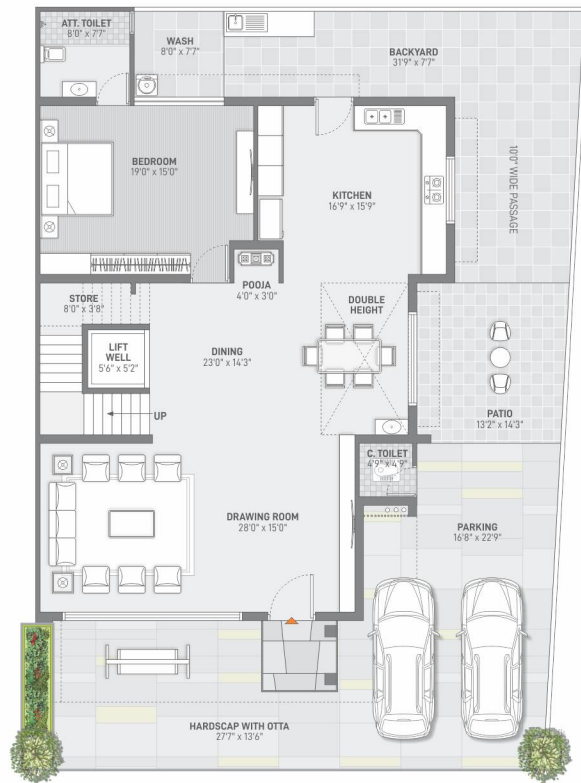 ATT. TOILET
8'0" x 7'7"
WASH
8'0" x 7'7"
BACKYARD
31'9" x 7'7"
BEDROOM
19'0" x 15'0"
KITCHEN
16'9" x 15'9"
10'0" WIDE PASSAGE
POOJA
4'0" x 3'0"
STORE
8'0" x 3'8"
DOUBLE
HEIGHT
LIFT
WELL
5'6" x 5'2"
DINING
23'0" x 14'3"
UP
PATIO
13'2" x 14'3"
C. TOILET
4'9" x 4'9"
DRAWING ROOM
28'0" x 15'0"
PARKING
16'8" x 22'9"
HARDSCAP WITH OTTA
27'7" x 13'6"